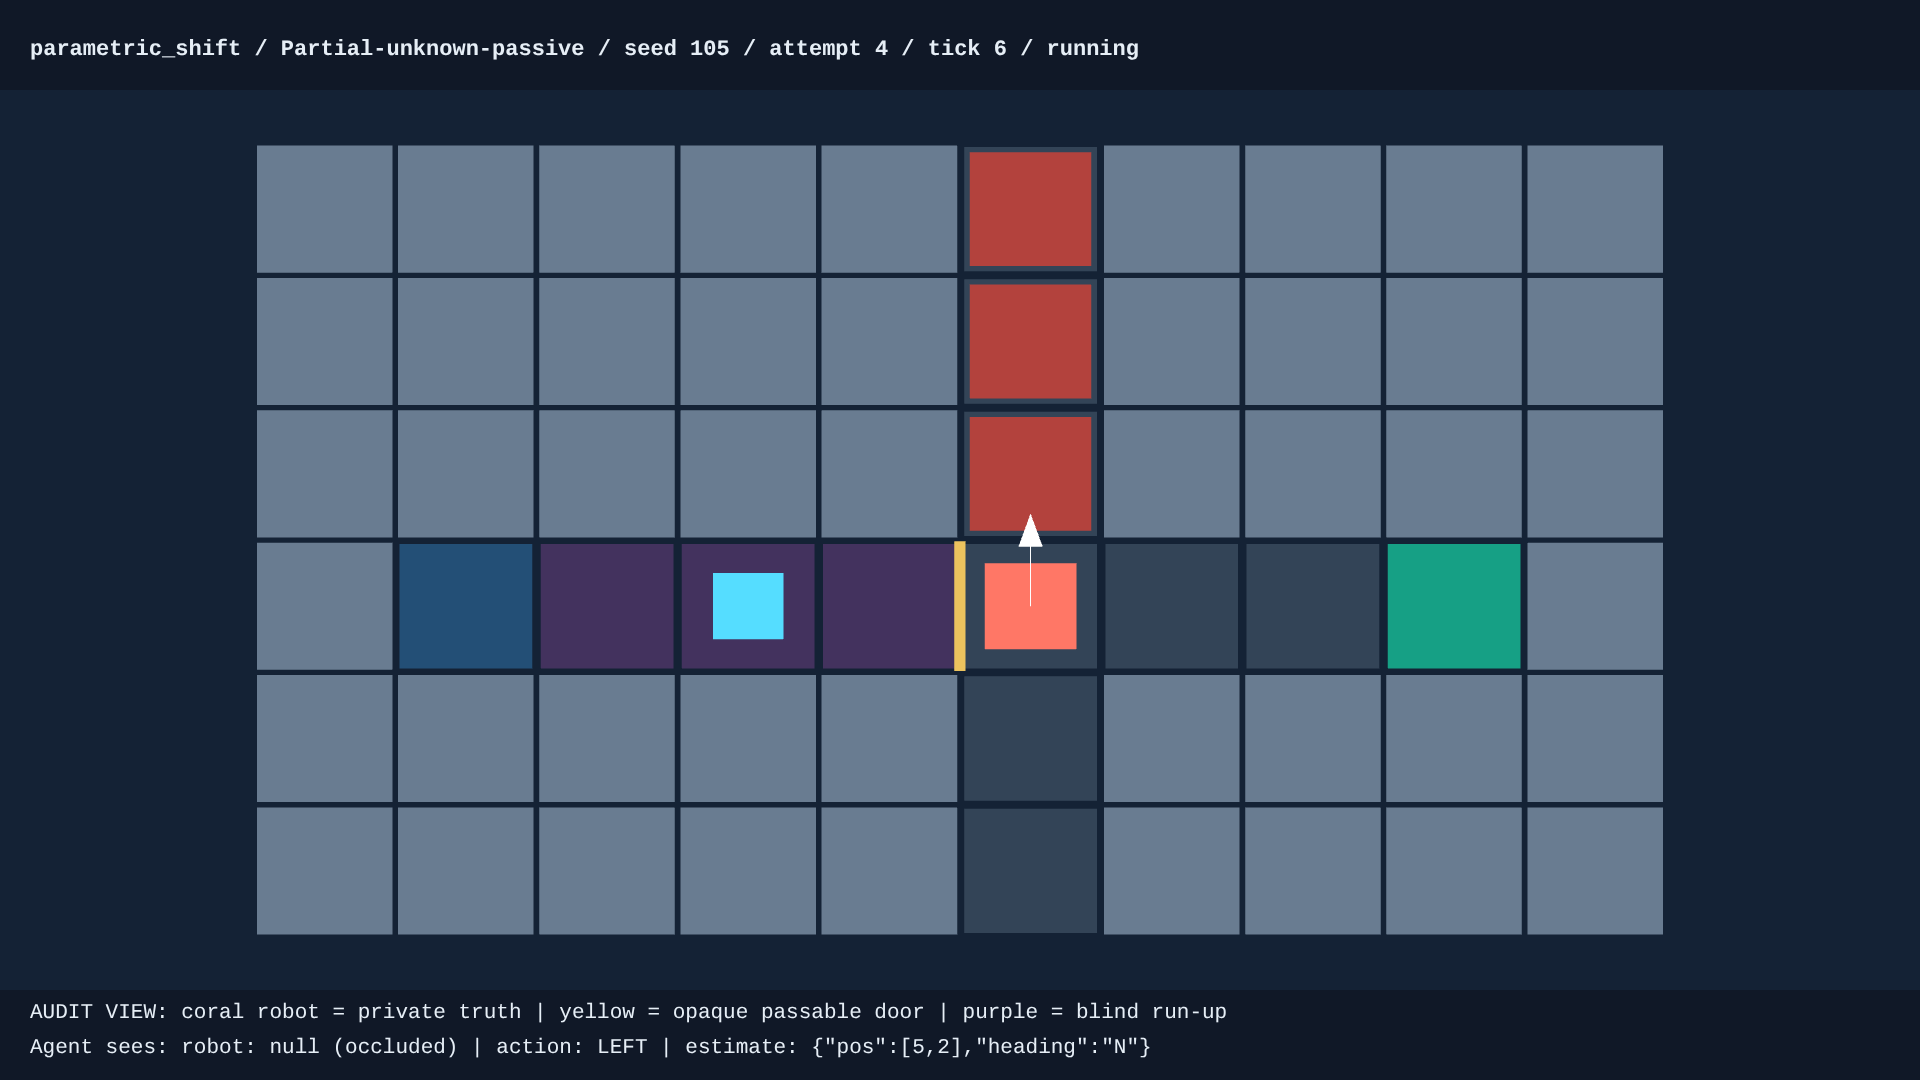 parametric_shift / Partial-unknown-passive / seed 105 / attempt 4 / tick 6 / running
AUDIT VIEW: coral robot = private truth | yellow = opaque passable door | purple = blind run-up
Agent sees: robot: null (occluded) | action: LEFT | estimate: {"pos":[5,2],"heading":"N"}